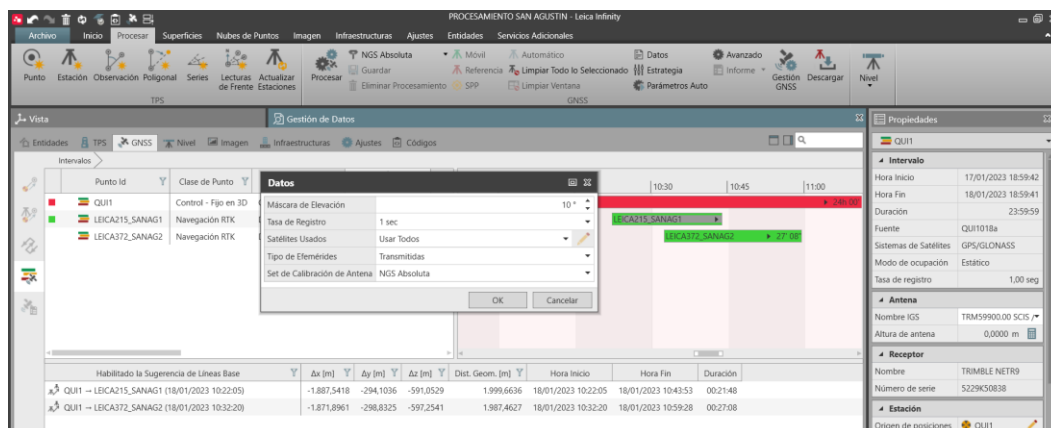 PROCESAMIENTO SAN AGUSTIN - Leica Infinity
Archivo Inicio Procesar Superficies Nubes de Puntos Imagen Infraestructuras Ajustes Entidades Servicios Adicionales
Punto Estación Observación Poligonal Series Lecturas de Frente Actualizar Estaciones
TPS
Procesar
NGS Absoluta
Guardar
Eliminar Procesamiento
Móvil
Referencia
SPP
Automático
Limpiar Todo lo Seleccionado
Limpiar Ventana
Datos
Estrategia
Parámetros Auto
Avanzado
Informe
Gestión GNSS
Descargar
GNSS
Nivel
Vista
Gestión de Datos
Entidades TPS GNSS Nivel Imagen Infraestructuras Ajustes Códigos
Intervalos
Punto Id Clase de Punto
QUI1 Control - Fijo en 3D
LEICA215_SANAG1 Navegación RTK
LEICA372_SANAG2 Navegación RTK
10:30 10:45 11:00
24h 00'
LEICA215_SANAG1
LEICA372_SANAG2 27' 08"
Datos
Máscara de Elevación 10 °
Tasa de Registro 1 sec
Satélites Usados Usar Todos
Tipo de Efemérides Transmitidas
Set de Calibración de Antena NGS Absoluta
OK Cancelar
Habilitado la Sugerencia de Líneas Base Δx [m] Δy [m] Δz [m] Dist. Geom. [m] Hora Inicio Hora Fin Duración
QUI1 → LEICA215_SANAG1 (18/01/2023 10:22:05) -1.887,5418 -294,1036 -591,0529 1.999,6636 18/01/2023 10:22:05 18/01/2023 10:43:53 00:21:48
QUI1 → LEICA372_SANAG2 (18/01/2023 10:32:20) -1.871,8961 -298,8325 -597,2541 1.987,4627 18/01/2023 10:32:20 18/01/2023 10:59:28 00:27:08
Propiedades
QUI1
Intervalo
Hora Inicio 17/01/2023 18:59:42
Hora Fin 18/01/2023 18:59:41
Duración 23:59:59
Fuente QUI1018a
Sistemas de Satélites GPS/GLONASS
Modo de ocupación Estático
Tasa de registro 1,00 seg
Antena
Nombre IGS TRM59900.00 SCIS /
Altura de antena 0,0000 m
Receptor
Nombre TRIMBLE NETR9
Número de serie 5229K50838
Estación
Origen de posiciones QUI1